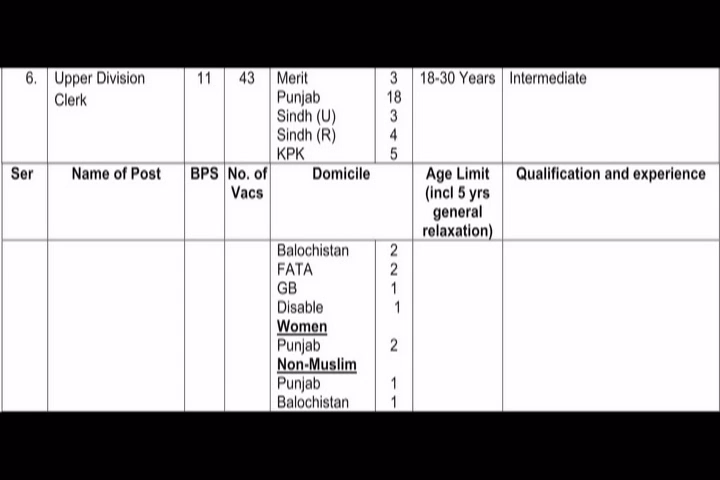 6. Upper Division Clerk 11 43 Merit 3 18-30 Years Intermediate
Punjab 18
Sindh (U) 3
Sindh (R) 4
KPK 5
Ser Name of Post BPS No. of Vacs Domicile Age Limit (incl 5 yrs general relaxation) Qualification and experience
Balochistan 2
FATA 2
GB 1
Disable 1
Women
Punjab 2
Non-Muslim
Punjab 1
Balochistan 1